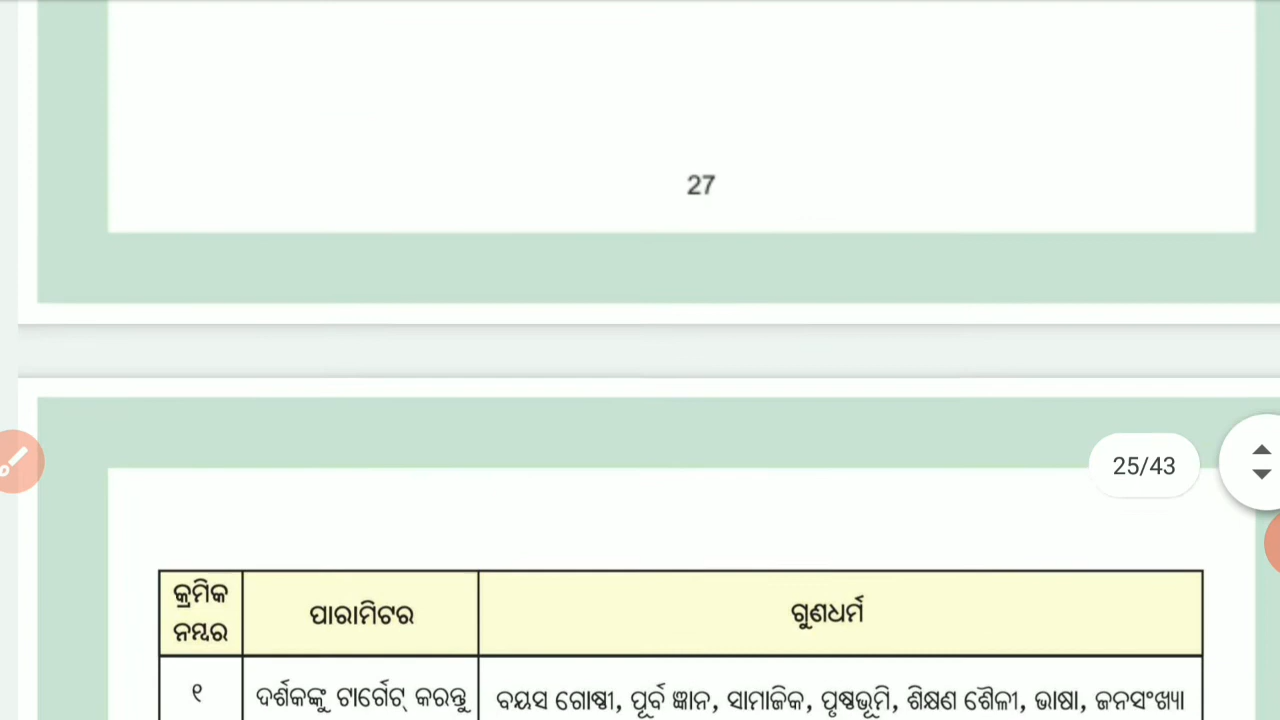 27
25/43
କ୍ରମିକ
ନମ୍ବର
ପାରାମିଟର
ଗୁଣଧର୍ମ
୧
ଦର୍ଶକଙ୍କୁ ଟାର୍ଗେଟ୍ କରନ୍ତୁ
ବୟସ ଗୋଷ୍ଠୀ, ପୂର୍ବ ଜ୍ଞାନ, ସାମାଜିକ, ପୃଷ୍ଠଭୂମି, ଶିକ୍ଷଣ ଶୈଳୀ, ଭାଷା, ଜନସଂଖ୍ୟା